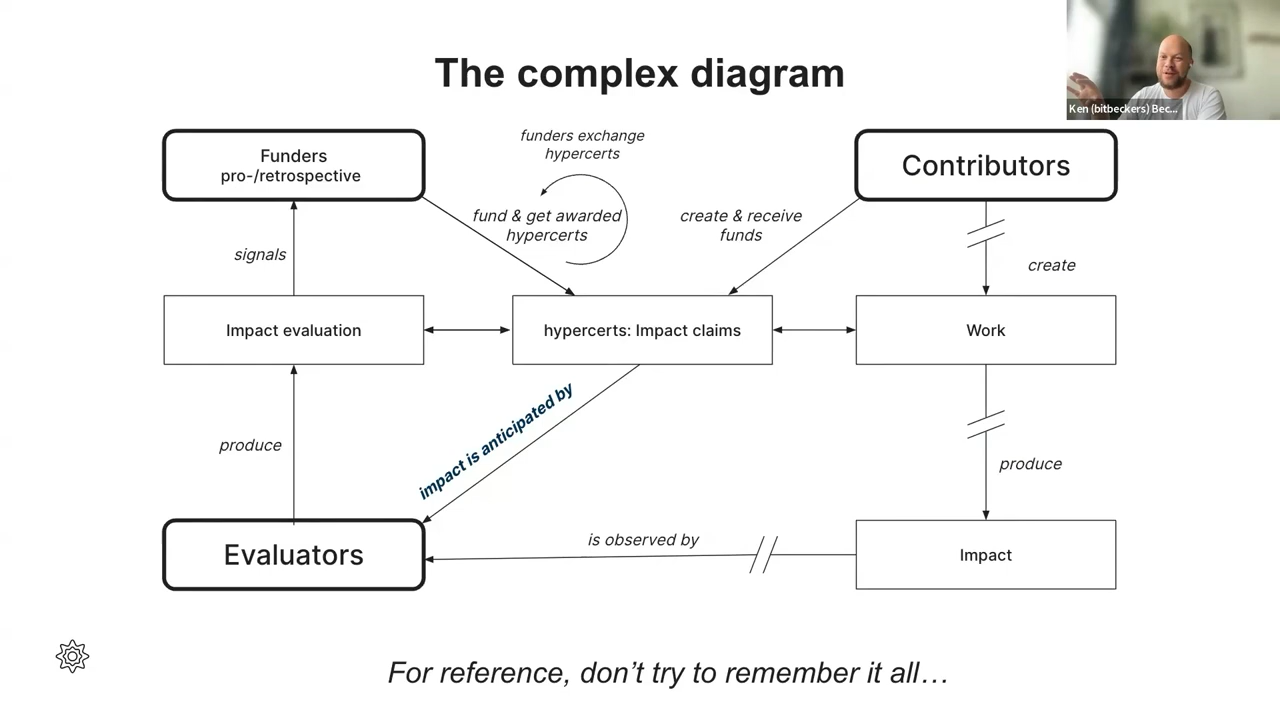 The complex diagram
Ken (bitbeckers) Bec...
Funders
pro-/retrospective
funders exchange
hypercerts
Contributors
fund & get awarded
hypercerts
create & receive
funds
signals
create
Impact evaluation
hypercerts: Impact claims
Work
impact is anticipated by
produce
produce
Evaluators
is observed by
Impact
For reference, don’t try to remember it all…